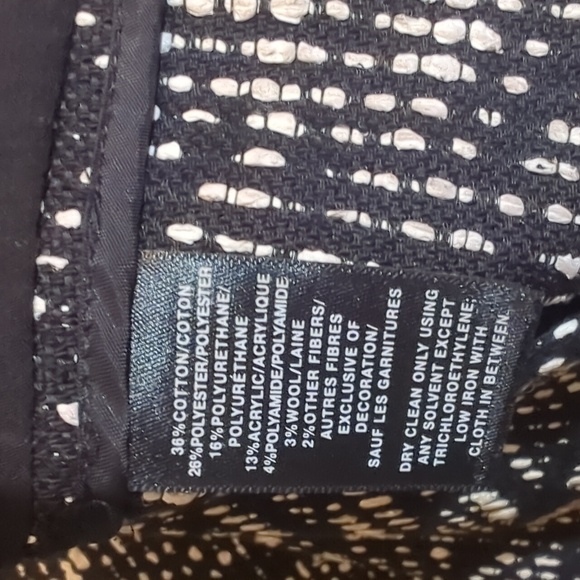 36%COTTON/COTON
26%POLYESTER/POLYESTER
16%POLYURETHANE/
POLYURÉTHANE
13%ACRYLIC/ACRYLIQUE
4%POLYAMIDE/POLYAMIDE
3%WOOL/LAINE
2%OTHER FIBERS/
AUTRES FIBRES
EXCLUSIVE OF
DECORATION/
SAUF LES GARNITURES
DRY CLEAN ONLY USING
ANY SOLVENT EXCEPT
TRICHLOROETHYLENE;
LOW IRON WITH
CLOTH IN BETWEEN.